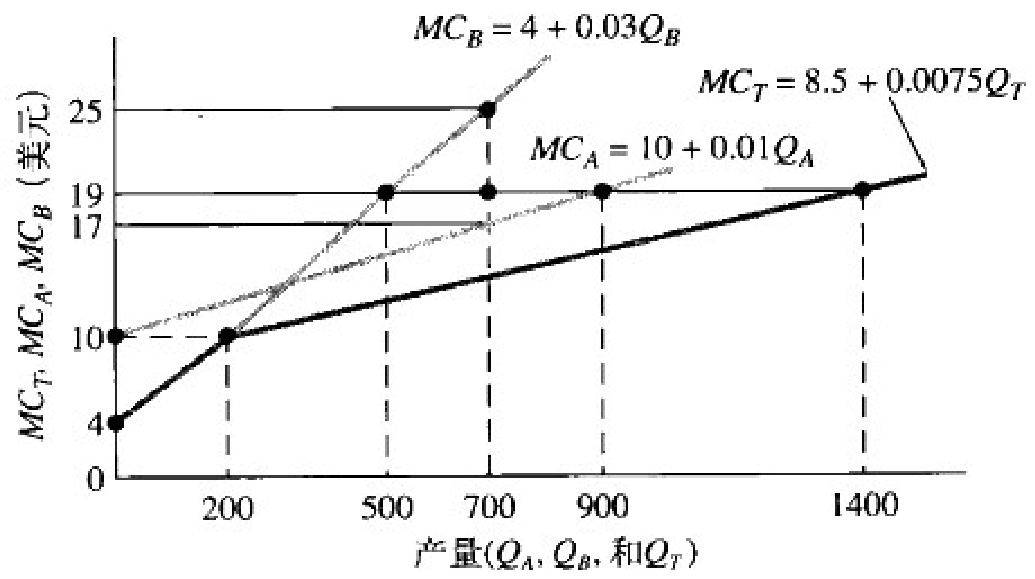 MC_B = 4 + 0.03Q_B
MC_T = 8.5 + 0.0075Q_T
MC_A = 10 + 0.01Q_A
MC_T, MC_A, MC_B (美元)
25
19
17
10
4
0
200 500 700 900 1400
产量(Q_A, Q_B, 和Q_T)